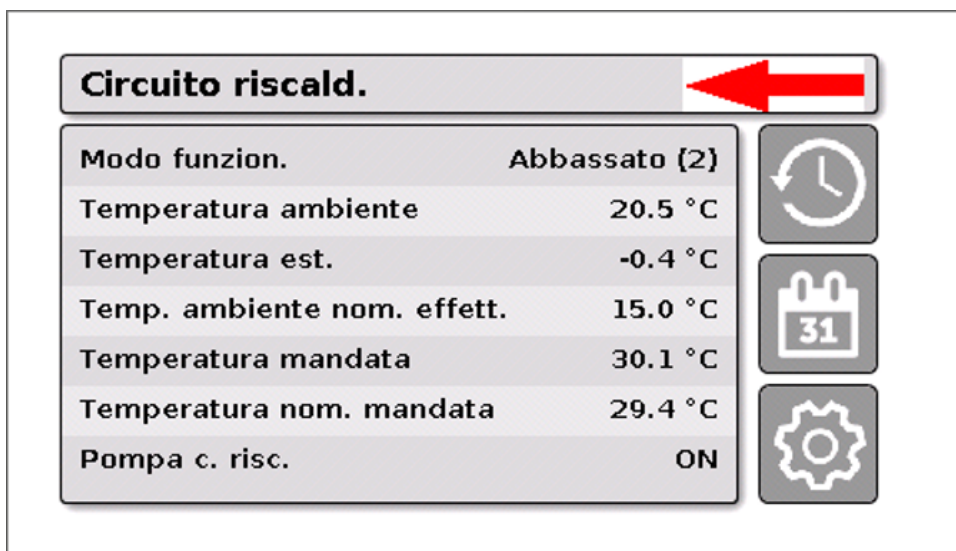 Circuito riscald.
Modo funzion. Abbassato (2)
Temperatura ambiente 20.5 °C
Temperatura est. -0.4 °C
Temp. ambiente nom. effett. 15.0 °C
Temperatura mandata 30.1 °C
Temperatura nom. mandata 29.4 °C
Pompa c. risc. ON
31